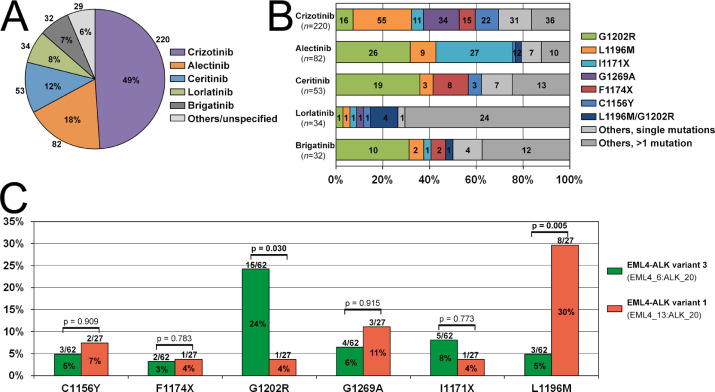 A
29
32
34
53
82
220
6%
7%
8%
12%
18%
49%
Crizotinib
Alectinib
Ceritinib
Lorlatinib
Brigatinib
Others/unspecified
B
Crizotinib
(n=220)
16 55 11 34 15 22 31 36
Alectinib
(n=82)
26 9 27 1 2 7 10
Ceritinib
(n=53)
19 3 8 3 7 13
Lorlatinib
(n=34)
1 1 1 1 1 4 1 24
Brigatinib
(n=32)
10 2 1 2 1 4 12
0% 20% 40% 60% 80% 100%
G1202R
L1196M
I1171X
G1269A
F1174X
C1156Y
L1196M/G1202R
Others, single mutations
Others, >1 mutation
C
35%
30%
25%
20%
15%
10%
5%
0%
p = 0.909
3/62 2/27
5% 7%
p = 0.783
2/62 1/27
3% 4%
p = 0.030
15/62 1/27
24% 4%
p = 0.915
4/62 3/27
6% 11%
p = 0.773
5/62 1/27
8% 4%
p = 0.005
3/62 8/27
5% 30%
C1156Y F1174X G1202R G1269A I1171X L1196M
EML4-ALK variant 3
(EML4_6:ALK_20)
EML4-ALK variant 1
(EML4_13:ALK_20)